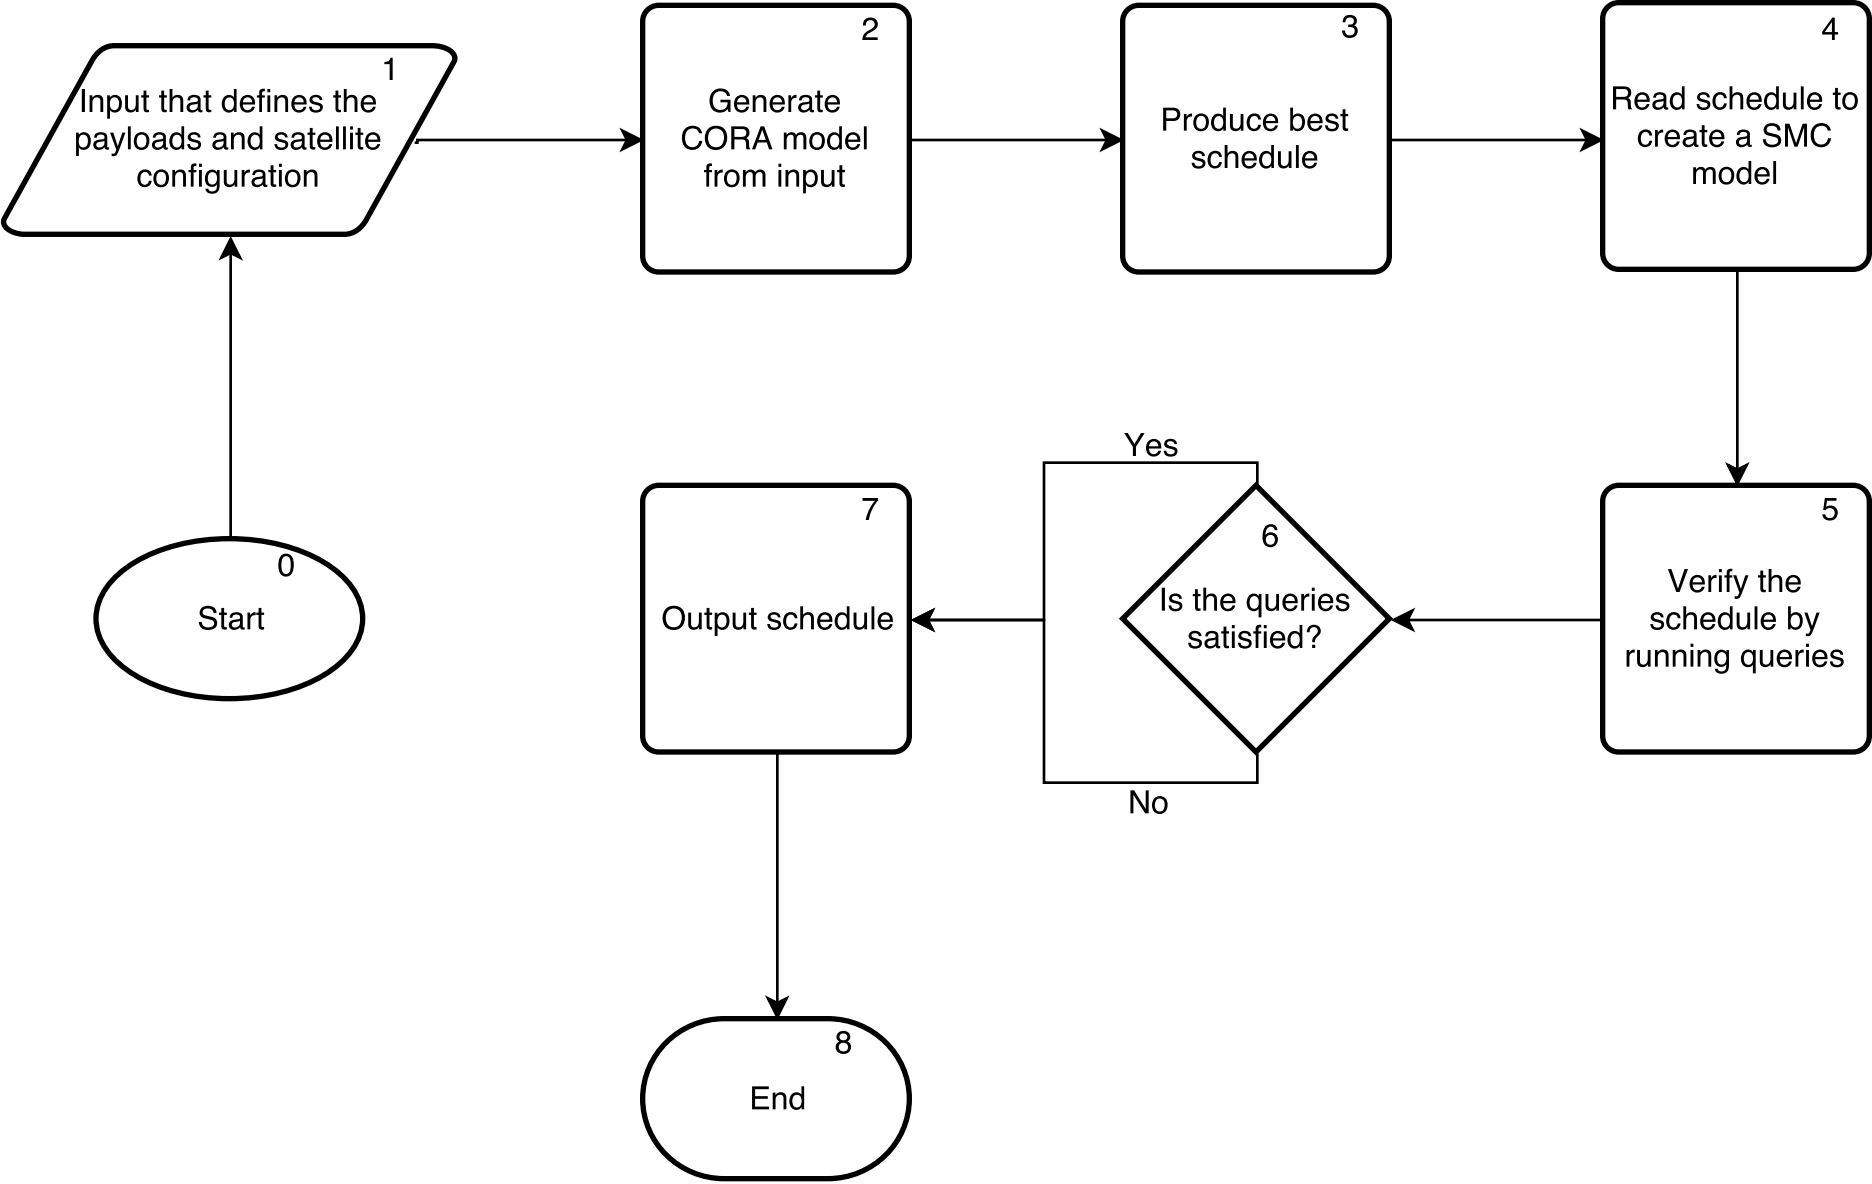 0
Start
1
Input that defines the
payloads and satellite
configuration
2
Generate
CORA model
from input
3
Produce best
schedule
4
Read schedule to
create a SMC
model
5
Verify the
schedule by
running queries
6
Is the queries
satisfied?
Yes
No
7
Output schedule
8
End